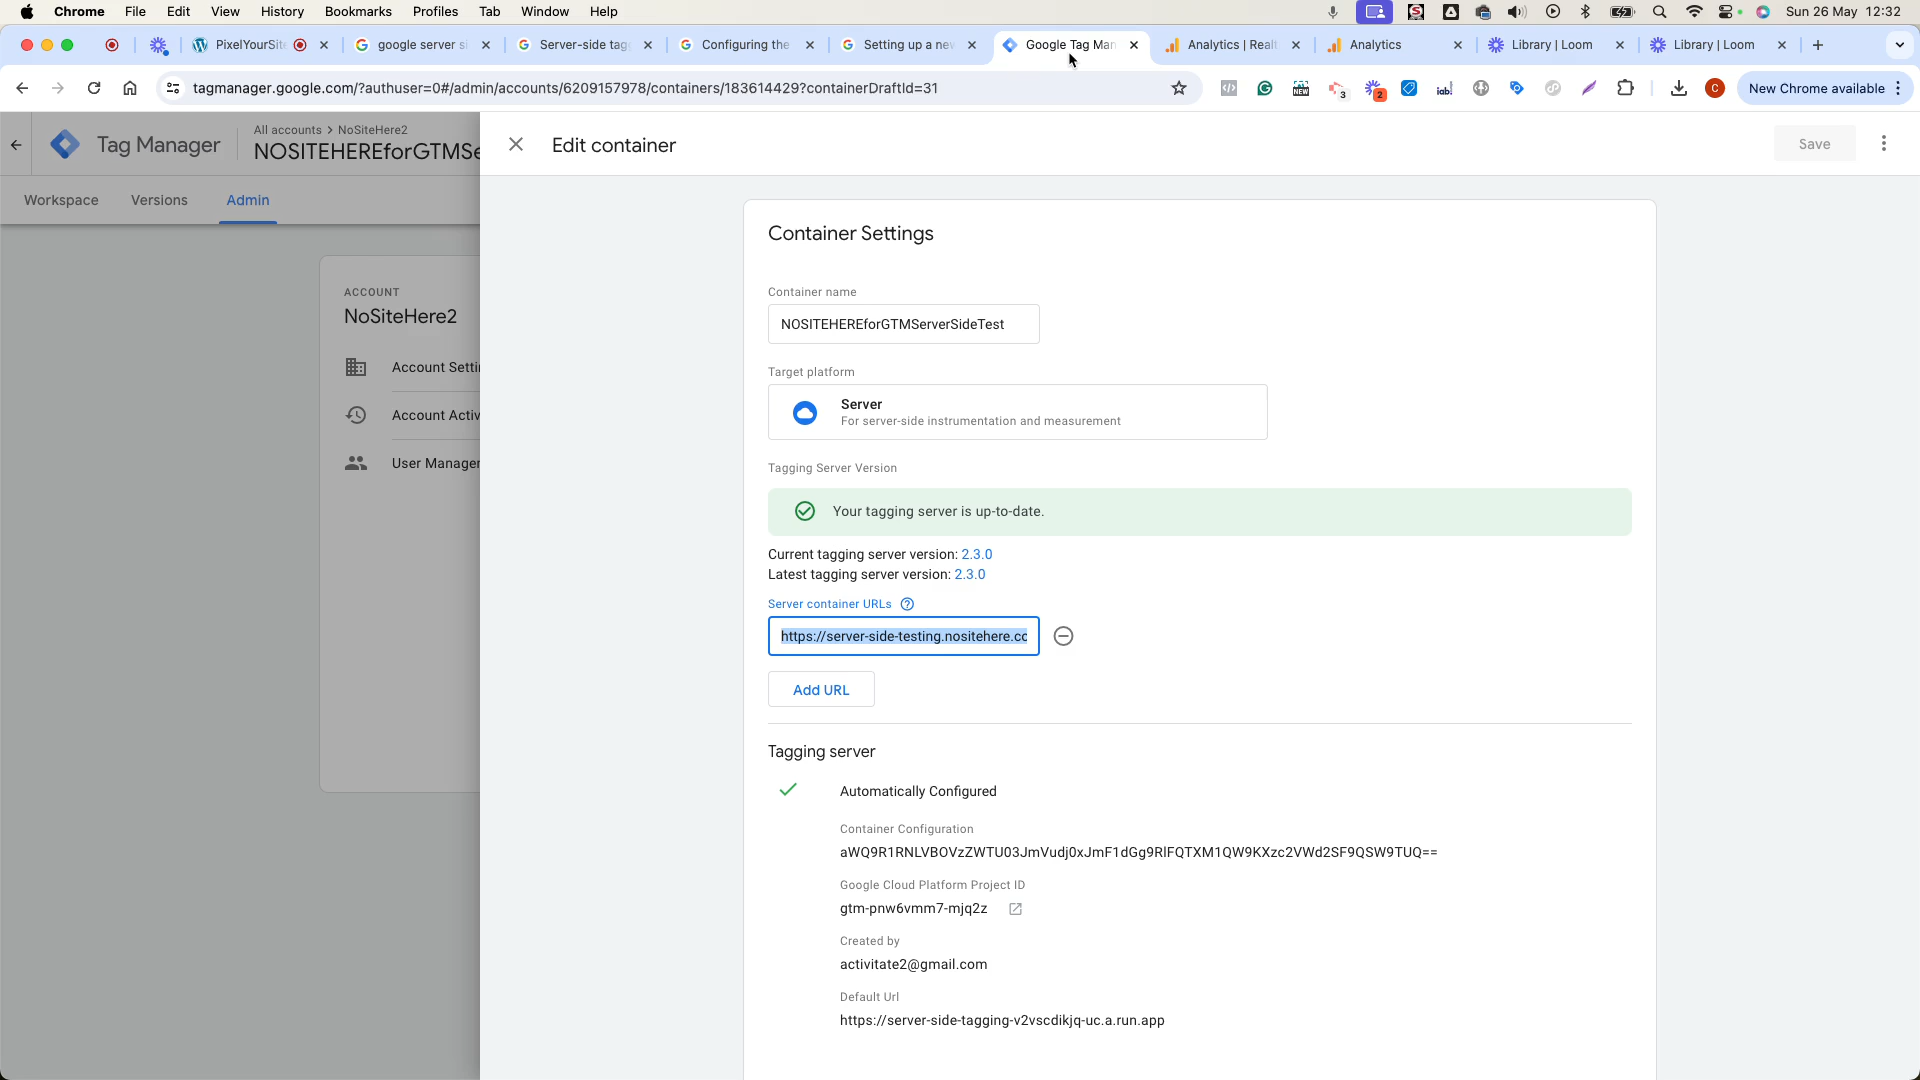 Chrome File Edit View History Bookmarks Profiles Tab Window Help Sun 26 May 12:32
PixelYourSit google server si Server-side tag Configuring the Setting up a ne Google Tag Man Analytics | Realt Analytics Library | Loom Library | Loom
tagmanager.google.com/?authuser=0#/admin/accounts/6209157978/containers/183614429?containerDraftId=31
NEW 3 2 iab! C New Chrome available
Tag Manager
All accounts > NoSiteHere2
NOSITEHEREforGTMSe
Workspace Versions Admin
ACCOUNT
NoSiteHere2
Account Setti
Account Activ
User Manager
Edit container
Save
Container Settings
Container name
NOSITEHEREforGTMServerSideTest
Target platform
Server
For server-side instrumentation and measurement
Tagging Server Version
Your tagging server is up-to-date.
Current tagging server version: 2.3.0
Latest tagging server version: 2.3.0
Server container URLs
https://server-side-testing.nositehere.cc
Add URL
Tagging server
Automatically Configured
Container Configuration
aWQ9R1RNLVBOVzZWTU03JmVudj0xJmF1dGg9RlFQTXM1QW9KXzc2VWd2SF9QSW9TUQ==
Google Cloud Platform Project ID
gtm-pnw6vmm7-mjq2z
Created by
activitate2@gmail.com
Default Url
https://server-side-tagging-v2vscdikjq-uc.a.run.app